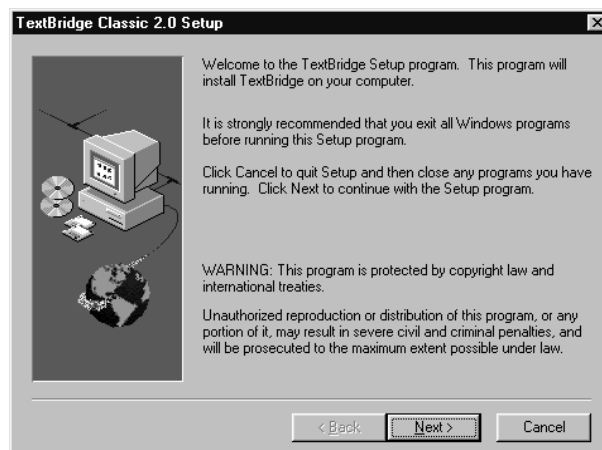 TextBridge Classic 2.0 Setup
Welcome to the TextBridge Setup program. This program will
install TextBridge on your computer.
It is strongly recommended that you exit all Windows programs
before running this Setup program.
Click Cancel to quit Setup and then close any programs you have
running. Click Next to continue with the Setup program.
WARNING: This program is protected by copyright law and
international treaties.
Unauthorized reproduction or distribution of this program, or any
portion of it, may result in severe civil and criminal penalties, and
will be prosecuted to the maximum extent possible under law.
< Back Next > Cancel